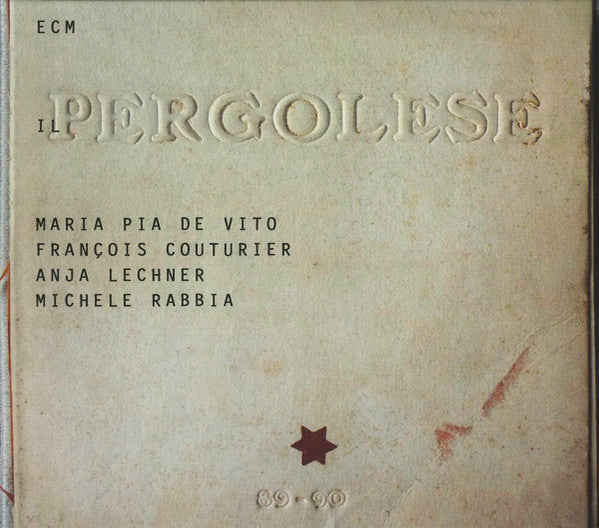 ECM
IL PERGOLESE
MARIA PIA DE VITO
FRANÇOIS COUTURIER
ANJA LECHNER
MICHELE RABBIA
89-90